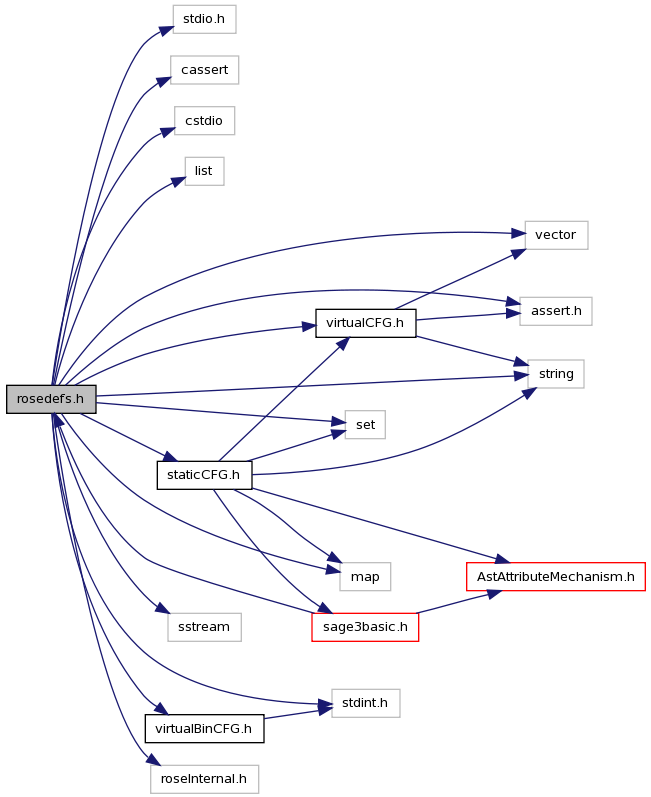 stdio.h
cassert
cstdio
list
vector
assert.h
virtualCFG.h
string
rosedefs.h
set
staticCFG.h
map
AstAttributeMechanism.h
sstream
sage3basic.h
stdint.h
virtualBinCFG.h
roseInternal.h